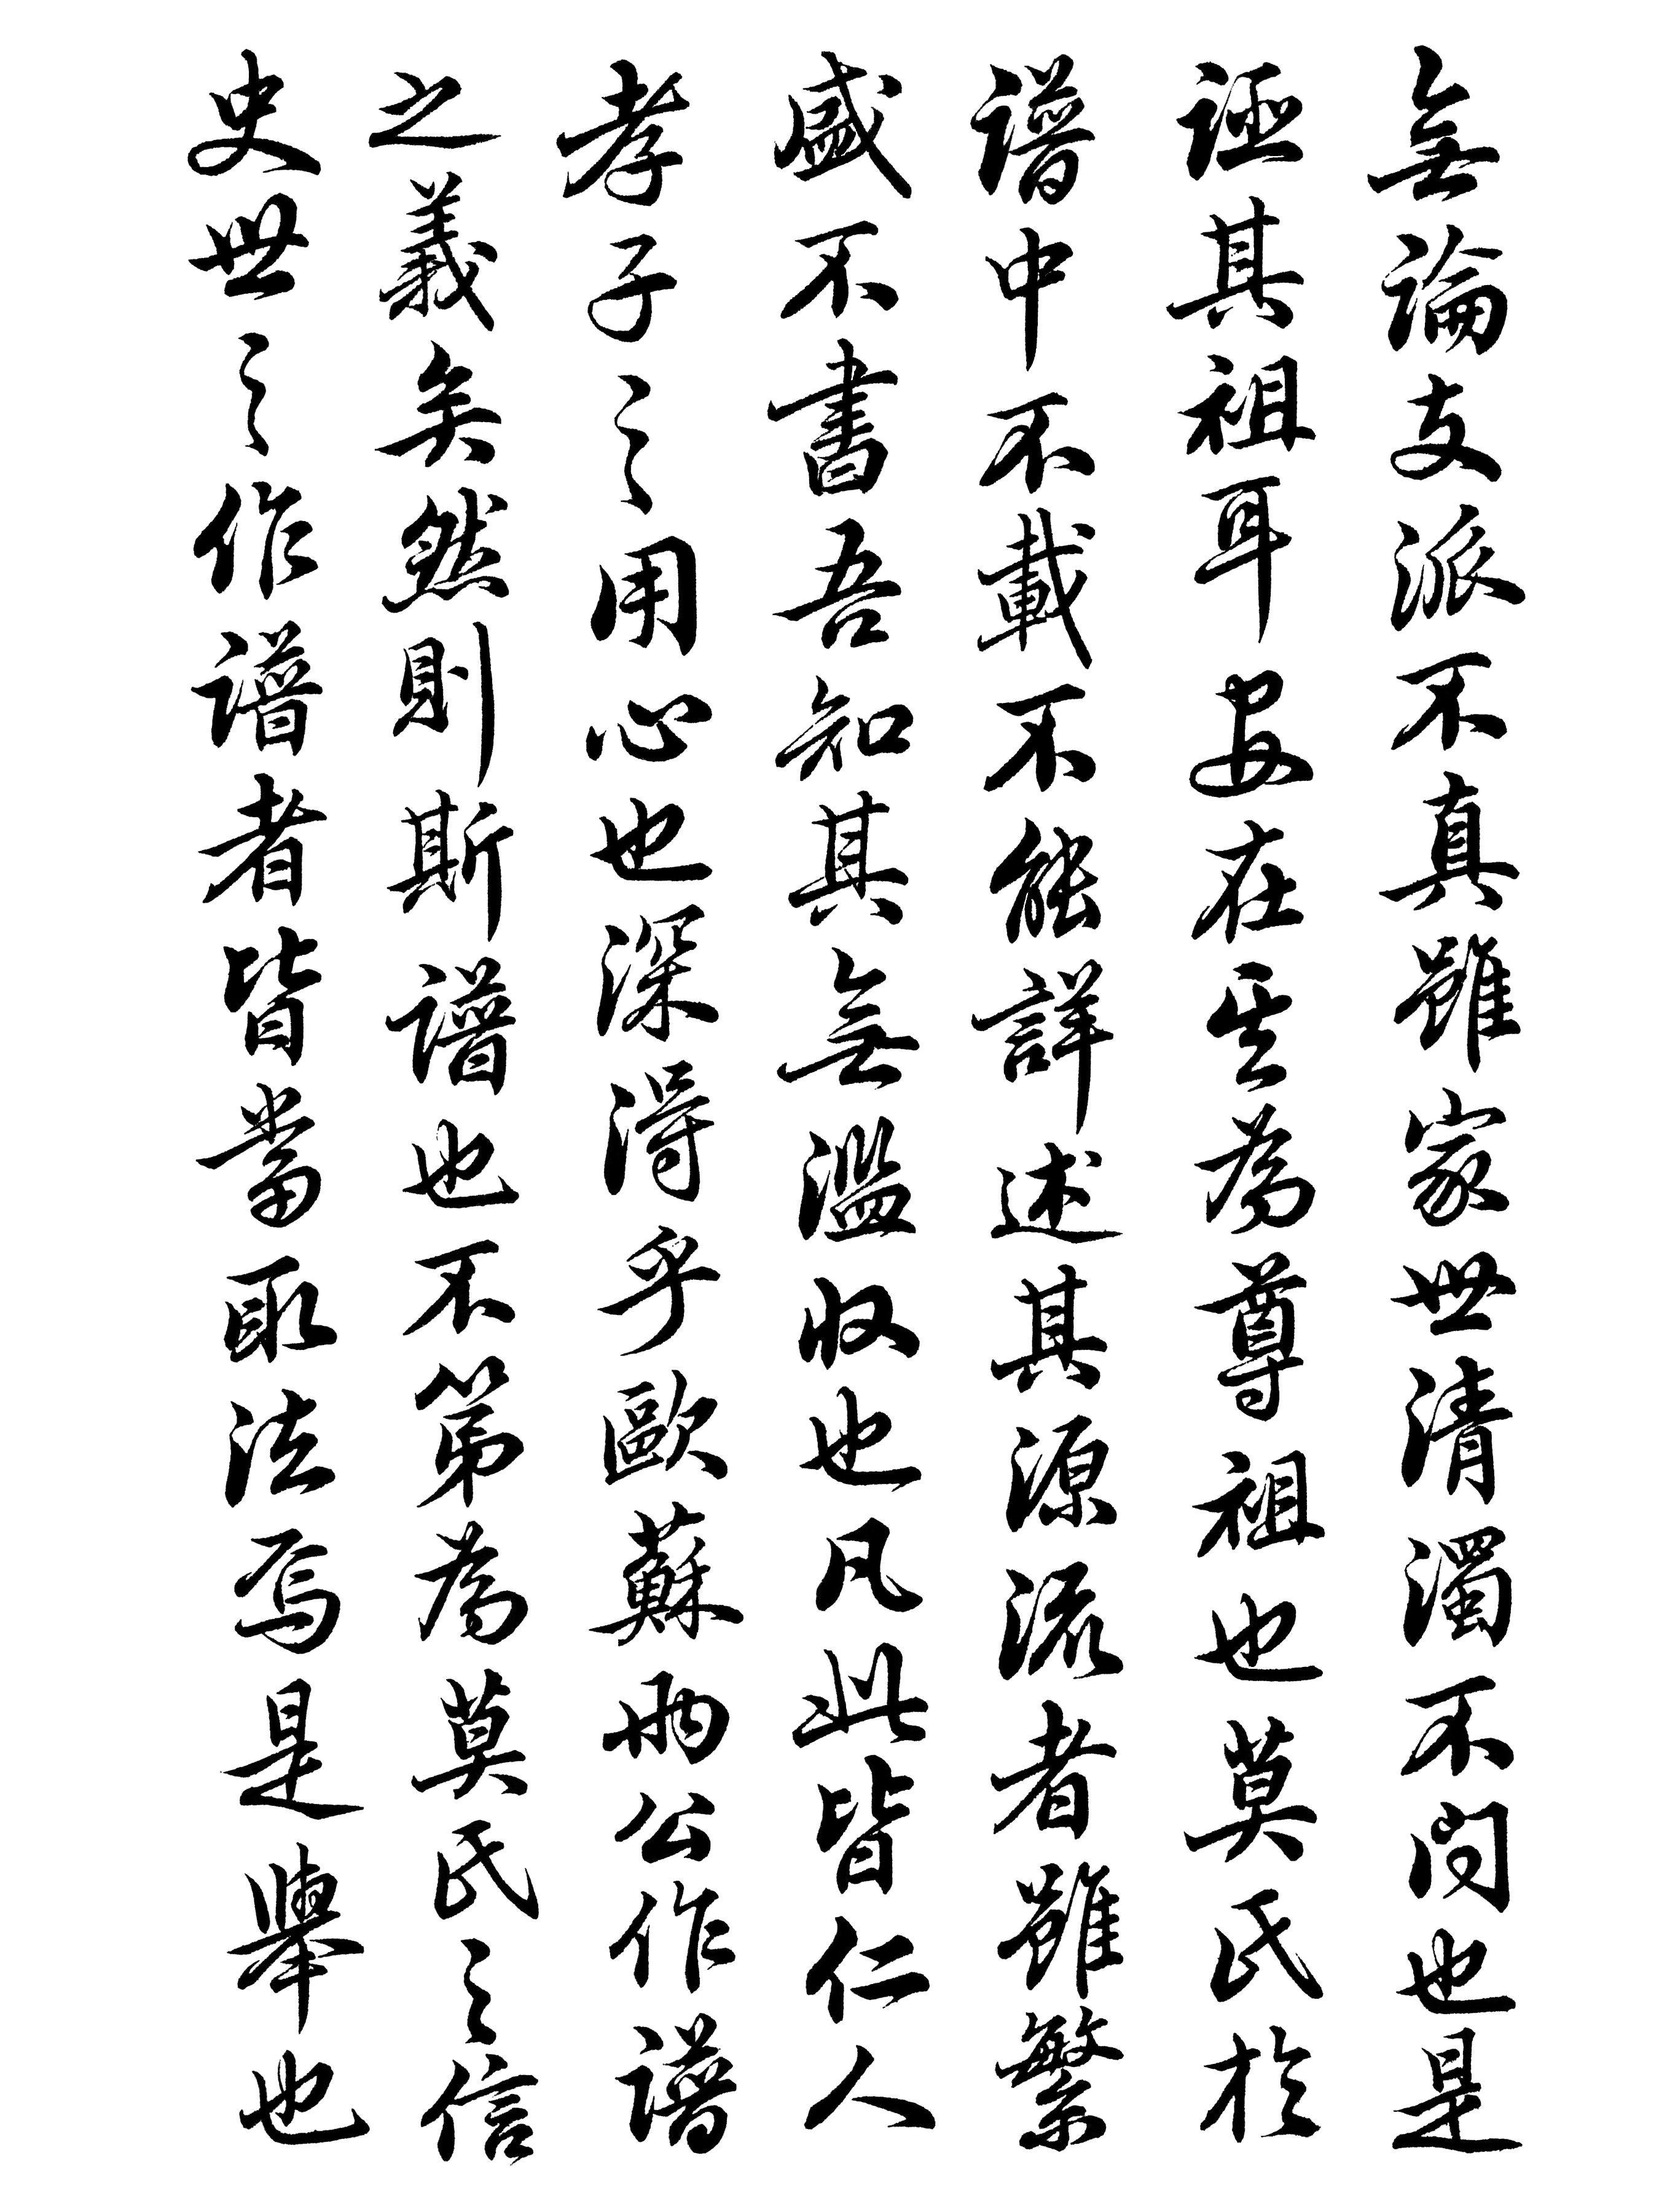 無論支派不真雖家世清濁不问也是
誣其祖耳要在生為尊祖也莫氏於
譜中不載不能詳述其源流者雖繁
盛不書吾知其無濫收也凡此皆仁人
孝子之用心也深得乎歐蘇兩公作譜
之義矣然則斯譜也不第為莫氏之信
史世之作譜者皆當取法焉是舉也